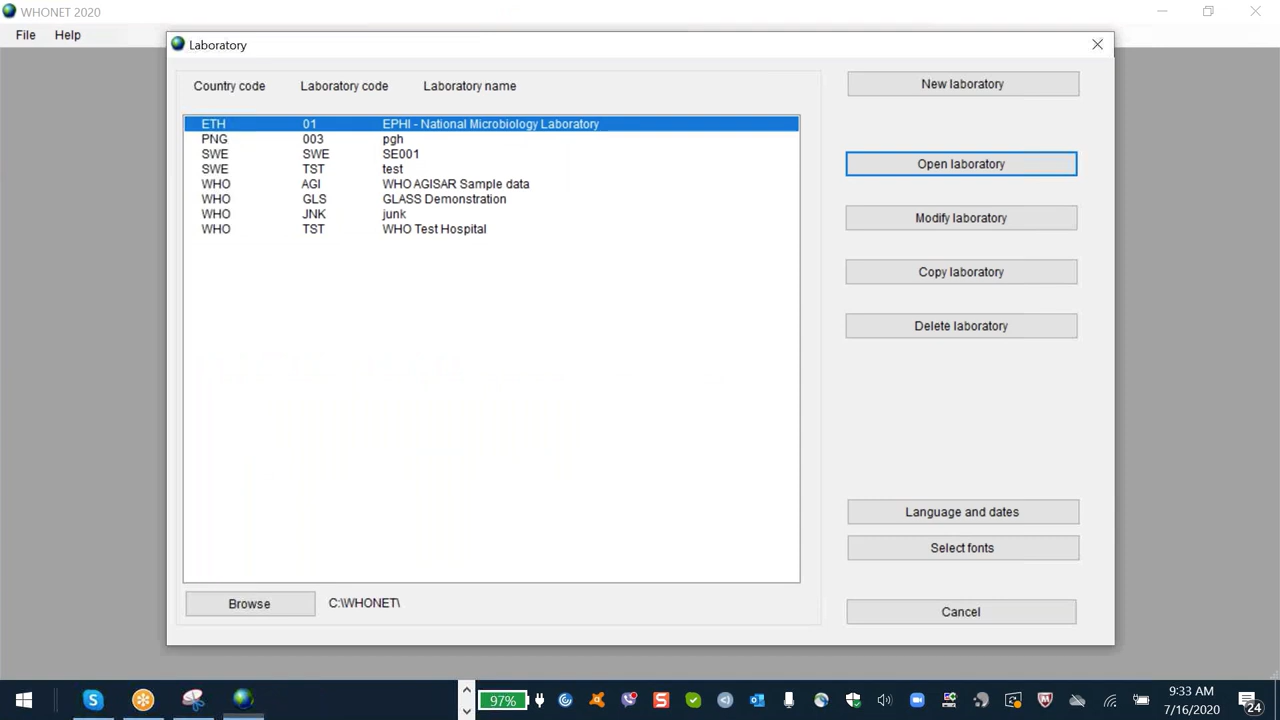 WHONET 2020
File Help
Laboratory
Country code Laboratory code Laboratory name
New laboratory
ETH 01 EPHI - National Microbiology Laboratory
PNG 003 pgh
SWE SWE SE001
SWE TST test
WHO AGI WHO AGISAR Sample data
WHO GLS GLASS Demonstration
WHO JNK junk
WHO TST WHO Test Hospital
Open laboratory
Modify laboratory
Copy laboratory
Delete laboratory
Language and dates
Select fonts
Browse C:\WHONET\
Cancel
97%
9:33 AM
7/16/2020
24